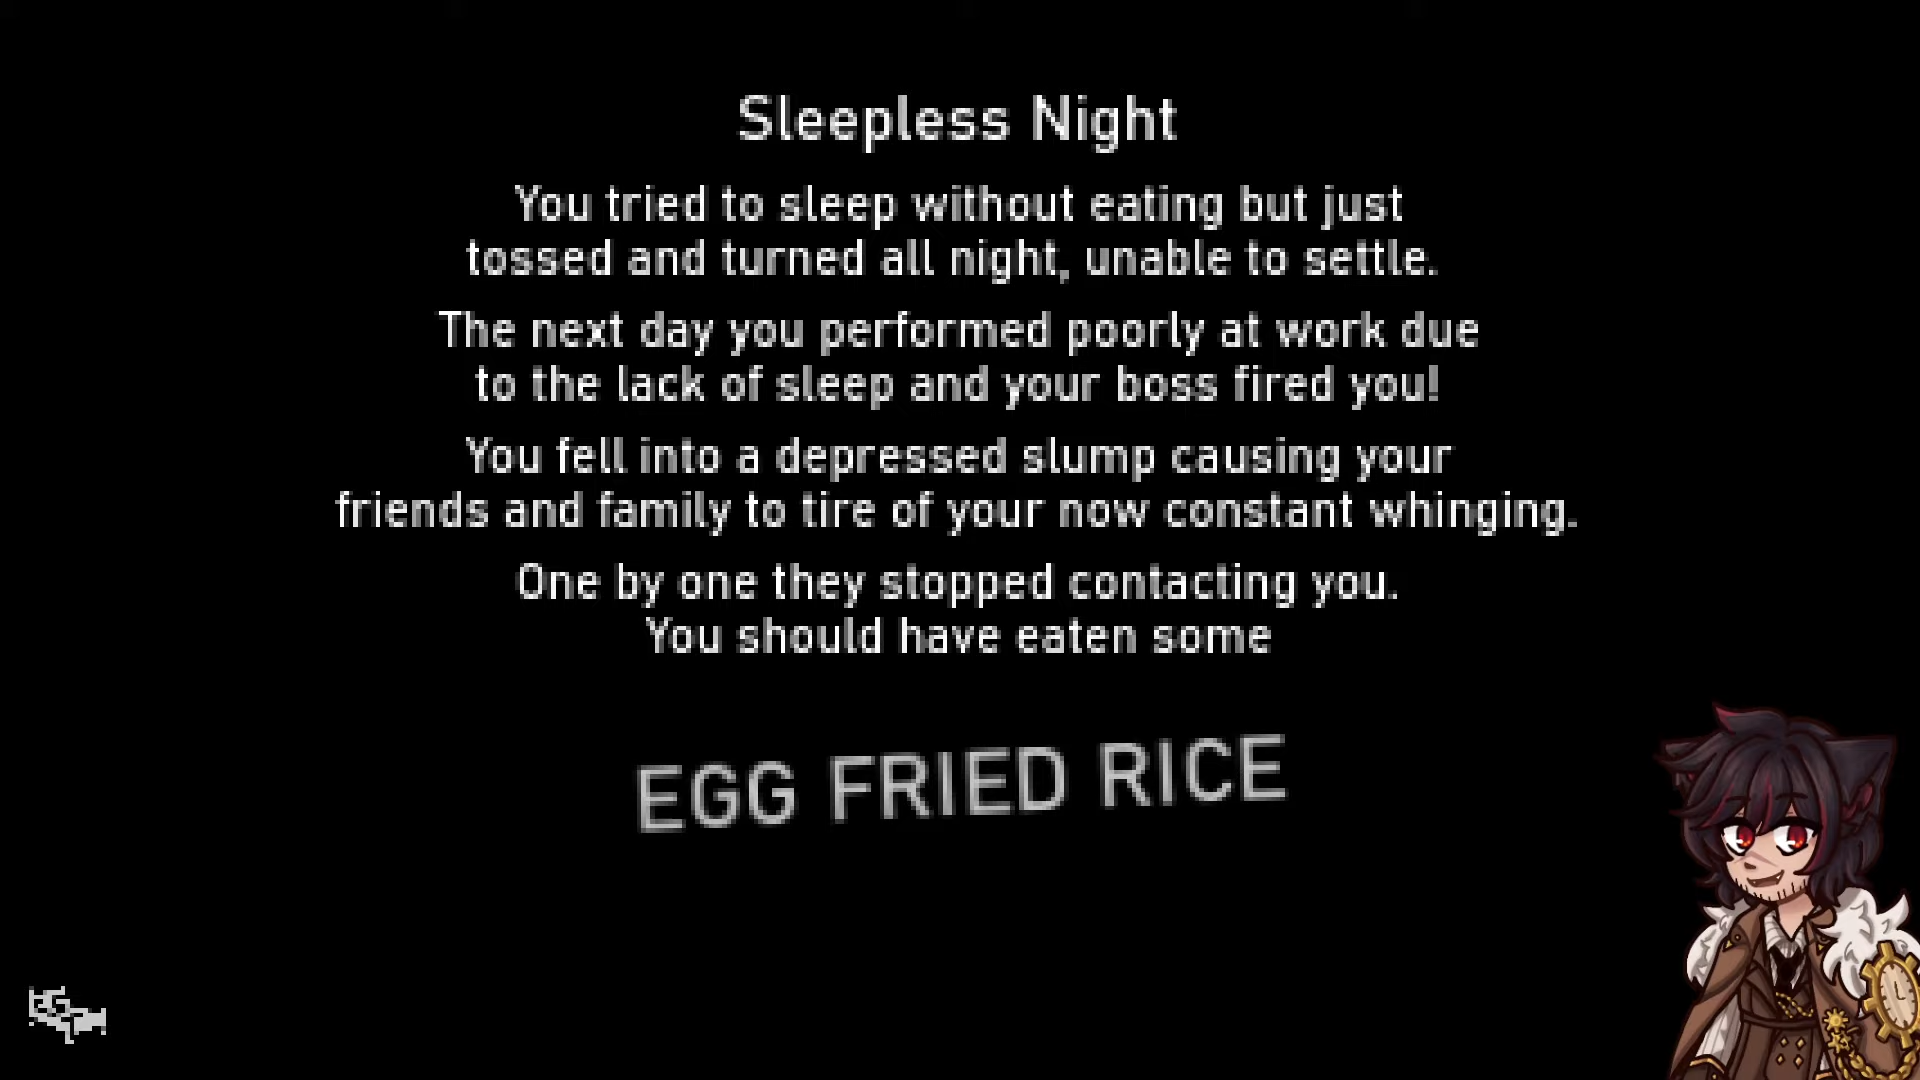 Sleepless Night
You tried to sleep without eating but just
tossed and turned all night, unable to settle.
The next day you performed poorly at work due
to the lack of sleep and your boss fired you!
You fell into a depressed slump causing your
friends and family to tire of your now constant whinging.
One by one they stopped contacting you.
You should have eaten some
EGG FRIED RICE